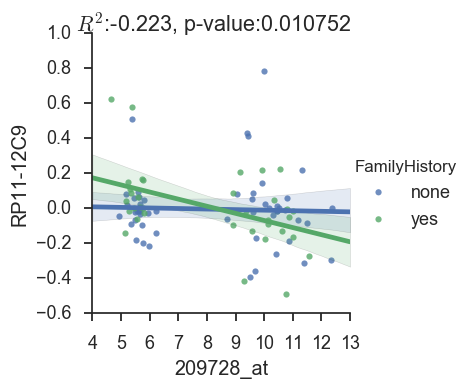 R²:-0.223, p-value:0.010752
1.0
0.8
0.6
0.4
0.2
0.0
−0.2
−0.4
−0.6
RP11-12C9
4 5 6 7 8 9 10 11 12 13
209728_at
FamilyHistory
none
yes